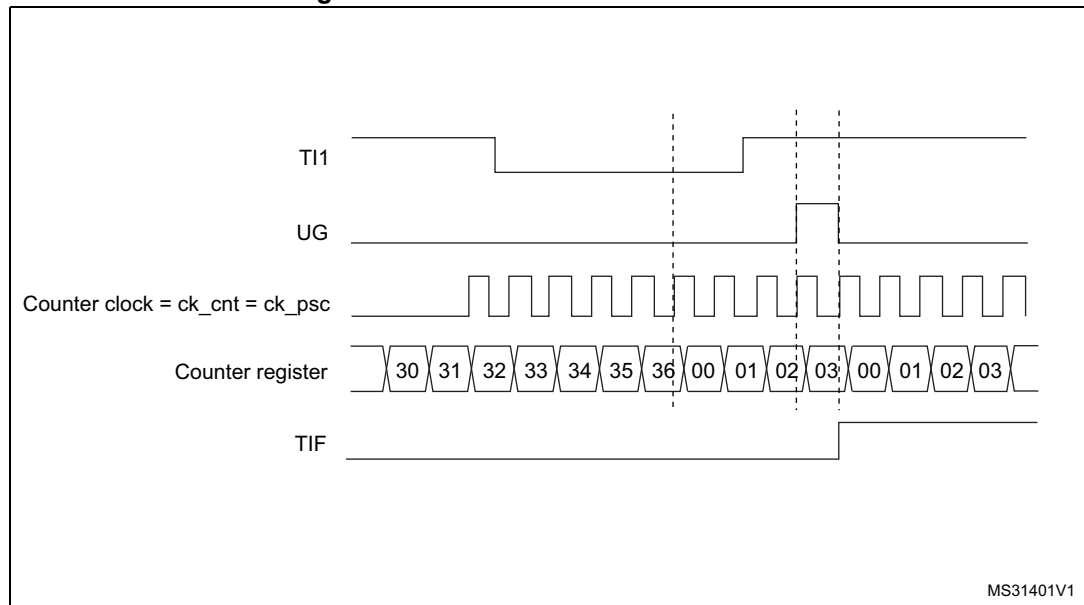 TI1
UG
Counter clock = ck_cnt = ck_psc
Counter register 30 31 32 33 34 35 36 00 01 02 03 00 01 02 03
TIF
MS31401V1